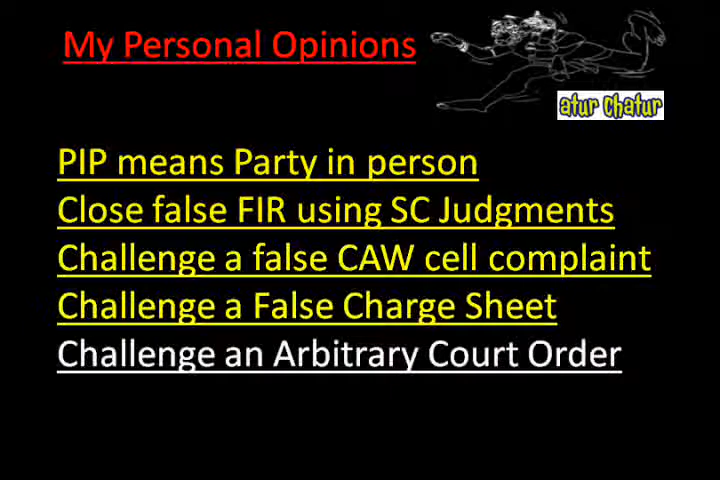 My Personal Opinions
atur chatur
PIP means Party in person
Close false FIR using SC Judgments
Challenge a false CAW cell complaint
Challenge a False Charge Sheet
Challenge an Arbitrary Court Order